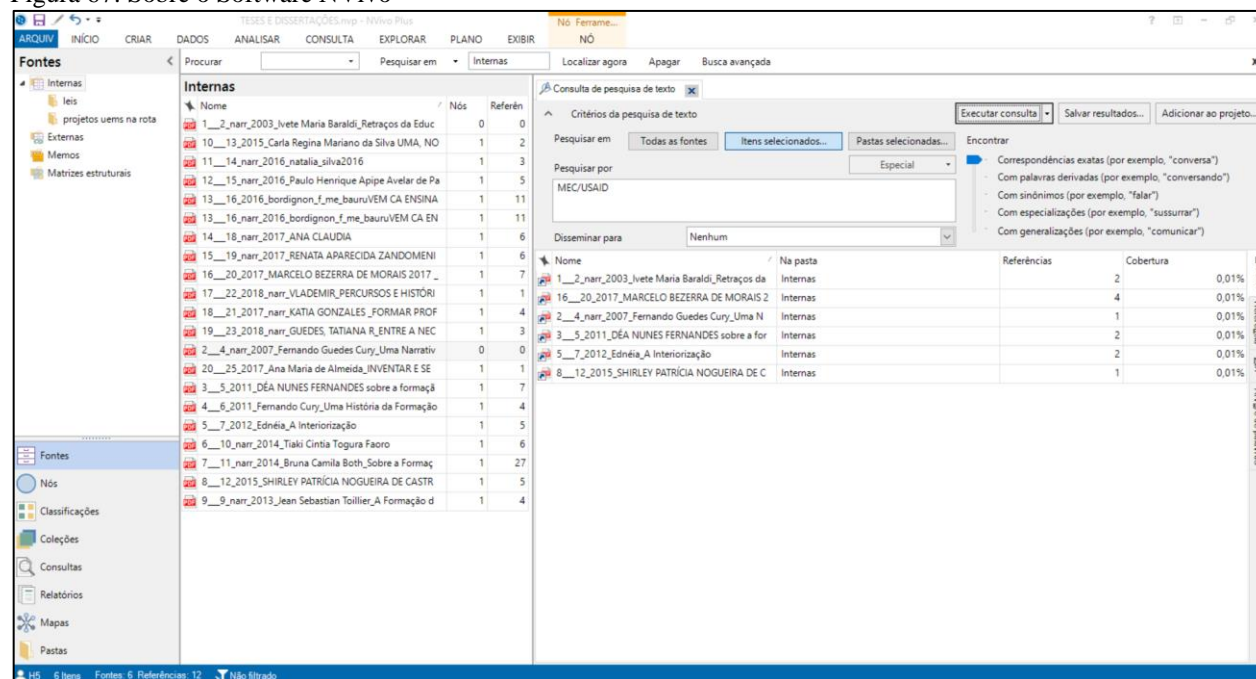 Figura 67: Sobre o Software NVivo
TESES E DISSERTAÇÕES.nvp - NVivo Plus
Nó Ferrame...
ARQUIV INÍCIO CRIAR DADOS ANALISAR CONSULTA EXPLORAR PLANO EXIBIR NÓ
Fontes
Procurar Pesquisar em Internas Localizar agora Apagar Busca avançada
Internas
leis
projetos uems na rota
Externas
Memos
Matrizes estruturais
Fontes
Nós
Classificações
Coleções
Consultas
Relatórios
Mapas
Pastas
Internas
Nome Nós Referên
1__2_narr_2003_Ivete Maria Baraldi_Retraços da Educ 0 0
10__13_2015_Carla Regina Mariano da Silva UMA, NO 1 2
11__14_narr_2016_natalia_silva2016 1 3
12__15_narr_2016_Paulo Henrique Apipe Avelar de Pa 1 5
13__16_2016_bordignon_f_me_bauruVEM CA ENSINA 1 11
13__16_narr_2016_bordignon_f_me_bauruVEM CA EN 1 11
14__18_narr_2017_ANA CLAUDIA 1 6
15__19_narr_2017_RENATA APARECIDA ZANDOMENI 1 6
16__20_2017_MARCELO BEZERRA DE MORAIS 2017 _ 1 7
17__22_2018_narr_VLADEMIR_PERCURSOS E HISTÓRI 1 1
18__21_2017_narr_KATIA GONZALES _FORMAR PROF 1 4
19__23_2018_narr_GUEDES, TATIANA R_ENTRE A NEC 1 3
2__4_narr_2007_Fernando Guedes Cury_Uma Narrativ 0 0
20__25_2017_Ana Maria de Almeida_INVENTAR E SE 1 1
3__5_2011_DÉA NUNES FERNANDES sobre a formaçã 1 7
4__6_2011_Fernando Cury_Uma História da Formação 1 4
5__7_2012_Ednéia_A Interiorização 1 5
6__10_narr_2014_Tiaki Cintia Togura Faoro 1 6
7__11_narr_2014_Bruna Camila Both_Sobre a Formaç 1 27
8__12_2015_SHIRLEY PATRÍCIA NOGUEIRA DE CASTR 1 5
9__9_narr_2013_Jean Sebastian Toillier_A Formação d 1 4
Consulta de pesquisa de texto
Critérios da pesquisa de texto Executar consulta Salvar resultados... Adicionar ao projeto...
Pesquisar em Todas as fontes Itens selecionados... Pastas selecionadas... Encontrar
Pesquisar por Especial
MEC/USAID
Correspondências exatas (por exemplo, "conversa")
Com palavras derivadas (por exemplo, "conversando")
Com sinônimos (por exemplo, "falar")
Com especializações (por exemplo, "sussurrar")
Com generalizações (por exemplo, "comunicar")
Disseminar para Nenhum
Nome Na pasta Referências Cobertura
1__2_narr_2003_Ivete Maria Baraldi_Retraços da Internas 2 0,01%
16__20_2017_MARCELO BEZERRA DE MORAIS 2 Internas 4 0,01%
2__4_narr_2007_Fernando Guedes Cury_Uma N Internas 1 0,01%
3__5_2011_DÉA NUNES FERNANDES sobre a for Internas 2 0,01%
5__7_2012_Ednéia_A Interiorização Internas 2 0,01%
8__12_2015_SHIRLEY PATRÍCIA NOGUEIRA DE C Internas 1 0,01%
H5 6 Itens Fontes: 6 Referências: 12 Não filtrado